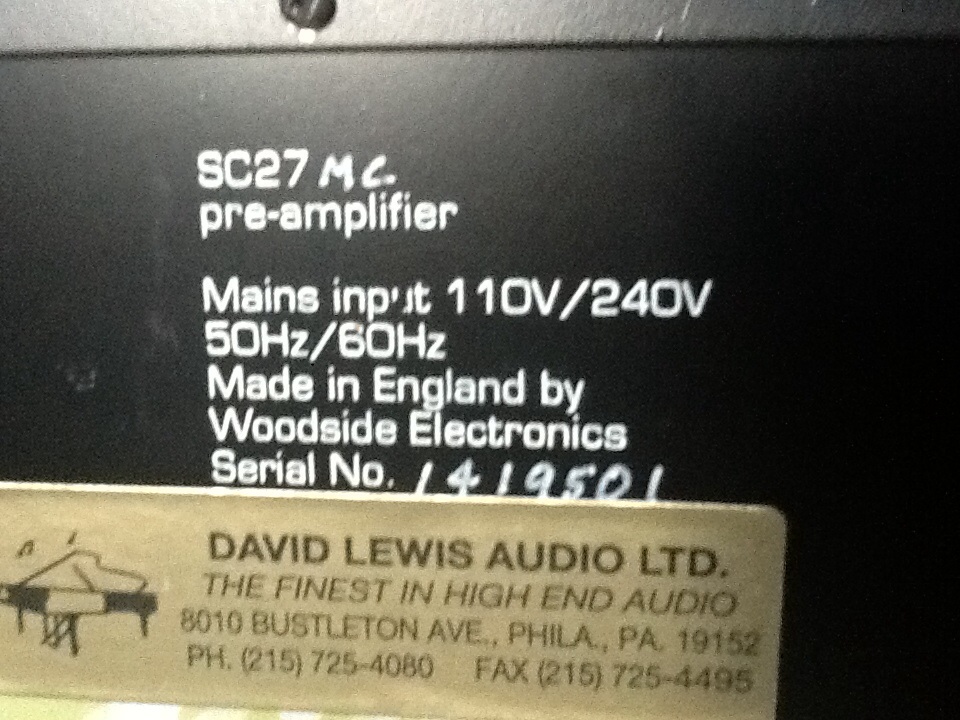 SC27 MC
pre-amplifier
Mains input 110V/240V
50Hz/60Hz
Made in England by
Woodside Electronics
Serial No. 1419501
DAVID LEWIS AUDIO LTD.
THE FINEST IN HIGH END AUDIO
8010 BUSTLETON AVE., PHILA., PA. 19152
PH. (215) 725-4080 FAX (215) 725-4495